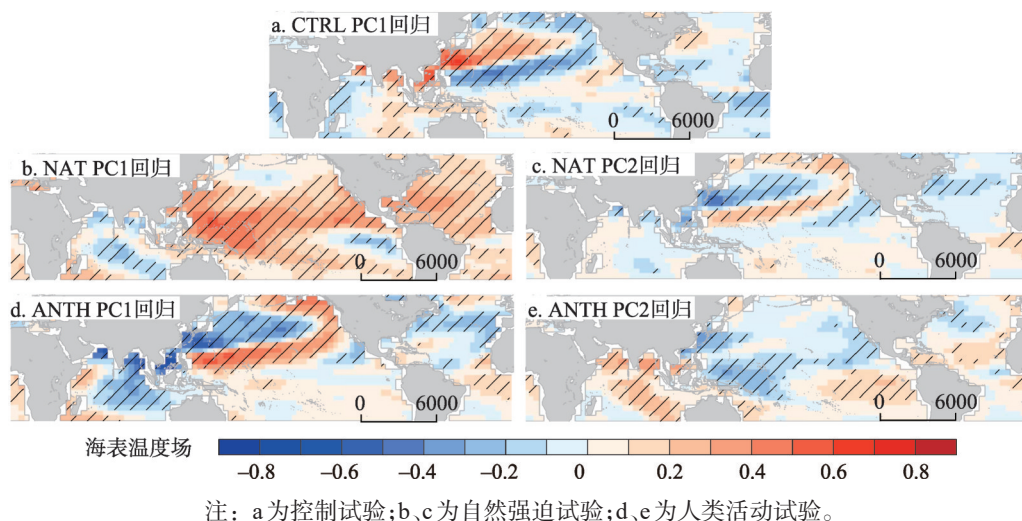 a. CTRL PC1回归
0 6000
b. NAT PC1回归
0 6000
c. NAT PC2回归
0 6000
d. ANTH PC1回归
0 6000
e. ANTH PC2回归
0 6000
海表温度场
−0.8 −0.6 −0.4 −0.2 0 0.2 0.4 0.6 0.8
注：a为控制试验;b、c为自然强迫试验;d、e为人类活动试验。